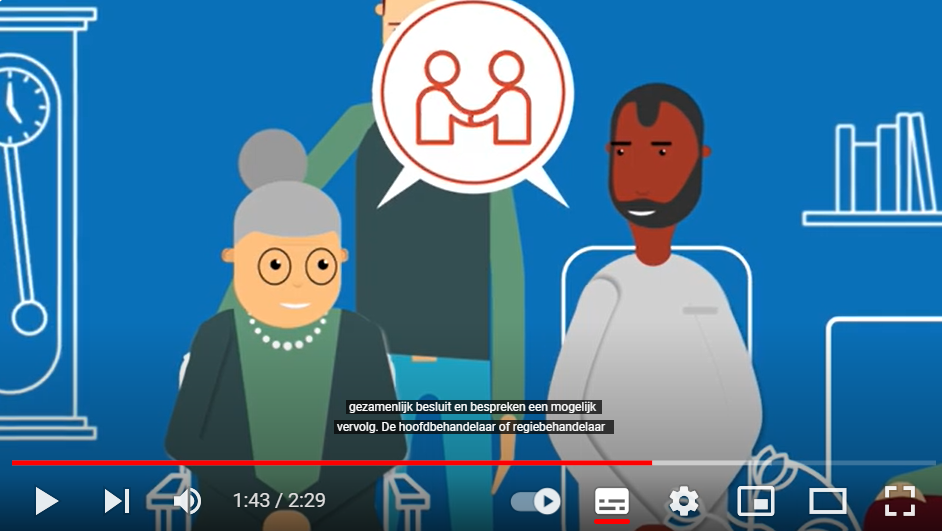 gezamenlijk besluit en bespreken een mogelijk
vervolg. De hoofdbehandelaar of regiebehandelaar
1:43 / 2:29